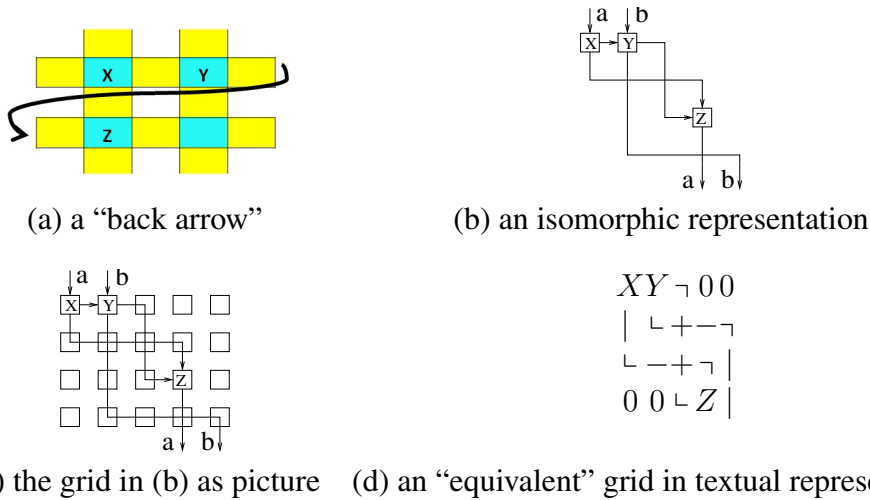 X Y
Z
(a) a “back arrow”
a b
X Y
Z
a b
(b) an isomorphic representation
a b
X Y
Z
a b
) the grid in (b) as picture
X Y ¬ 0 0
| ⌞ + − ¬
⌞ − + ¬ |
0 0 ⌞ Z |
(d) an “equivalent” grid in textual represe